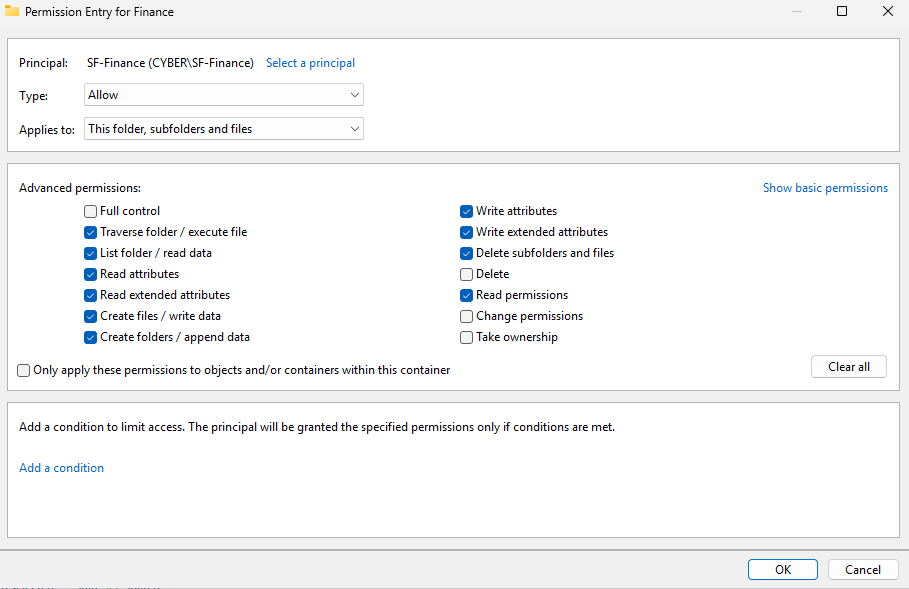 Permission Entry for Finance
Principal: SF-Finance (CYBER\SF-Finance) Select a principal
Type: Allow
Applies to: This folder, subfolders and files
Advanced permissions: Show basic permissions
Full control Write attributes
Traverse folder / execute file Write extended attributes
List folder / read data Delete subfolders and files
Read attributes Delete
Read extended attributes Read permissions
Create files / write data Change permissions
Create folders / append data Take ownership
Only apply these permissions to objects and/or containers within this container Clear all
Add a condition to limit access. The principal will be granted the specified permissions only if conditions are met.
Add a condition
OK Cancel